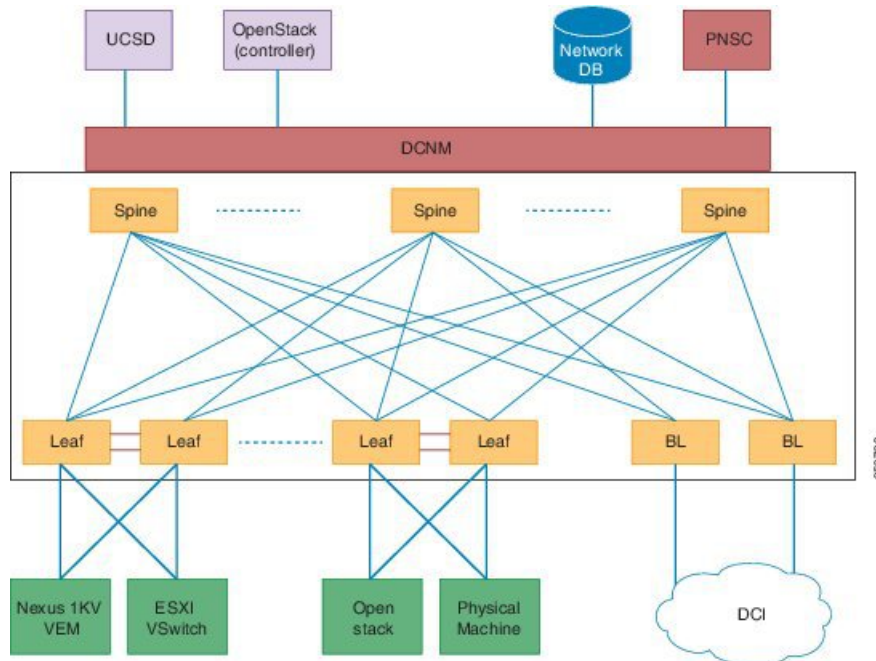 UCSD
OpenStack
(controller)
Network
DB
PNSC
DCNM
Spine
Spine
Spine
Leaf
Leaf
Leaf
Leaf
BL
BL
Nexus 1KV
VEM
ESXI
VSwitch
Open
stack
Physical
Machine
DCI